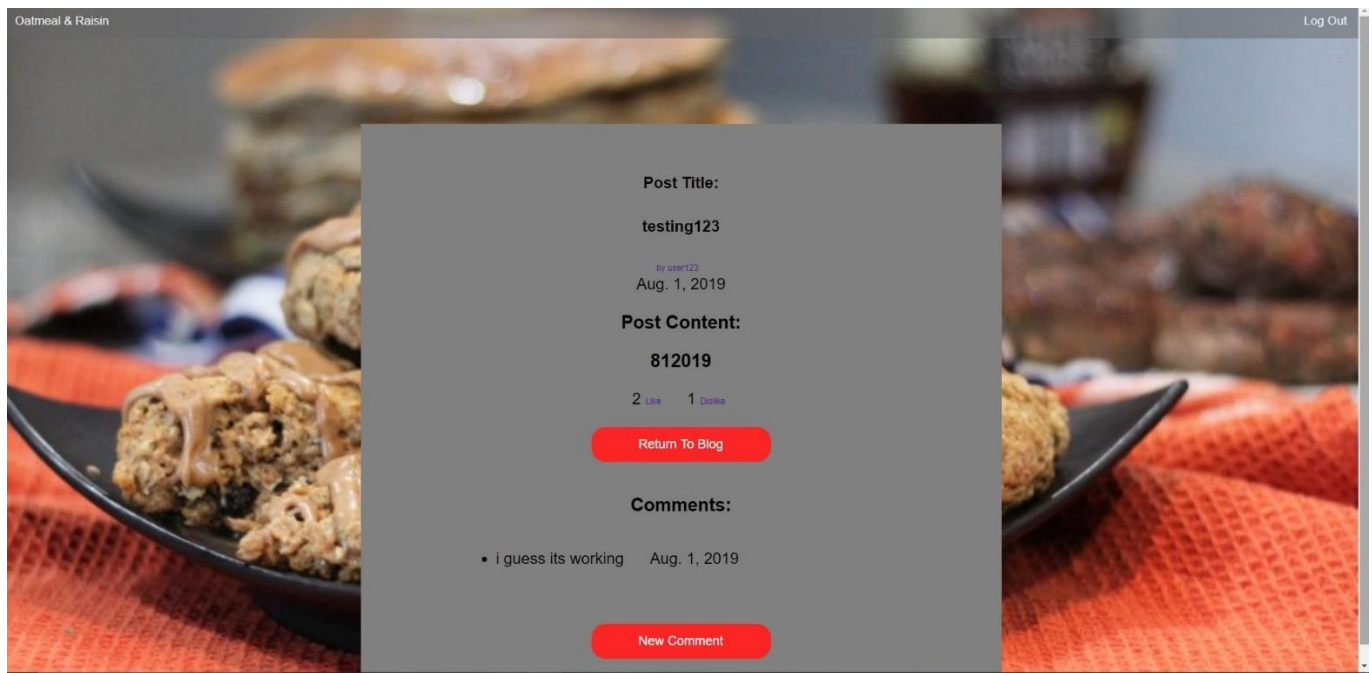 Oatmeal & Raisin Log Out
Post Title:
testing123
by user123
Aug. 1, 2019
Post Content:
812019
2 Like 1 Dislike
Return To Blog
Comments:
• i guess its working Aug. 1, 2019
New Comment